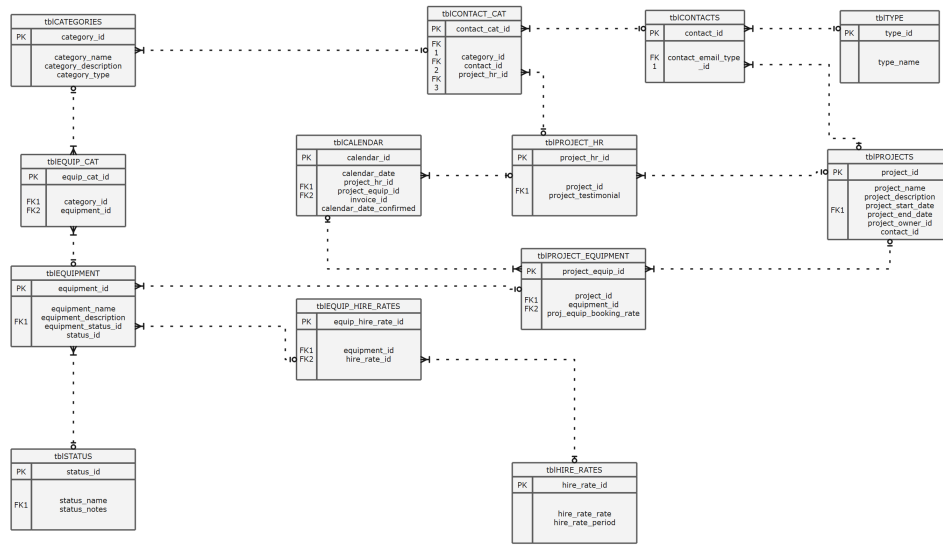 tblCATEGORIES
PK category_id
category_name
category_description
category_type
tblCONTACT_CAT
PK contact_cat_id
FK
1
FK
2
FK
3
category_id
contact_id
project_hr_id
tblCONTACTS
PK contact_id
FK
1
contact_email_type
_id
tblTYPE
PK type_id
type_name
tblEQUIP_CAT
PK equip_cat_id
FK1 category_id
FK2 equipment_id
tblCALENDAR
PK calendar_id
FK1
FK2
calendar_date
project_hr_id
project_equip_id
invoice_id
calendar_date_confirmed
tblPROJECT_HR
PK project_hr_id
FK1
project_id
project_testimonial
tblPROJECTS
PK project_id
FK1
project_name
project_description
project_start_date
project_end_date
project_owner_id
contact_id
tblEQUIPMENT
PK equipment_id
FK1
equipment_name
equipment_description
equipment_status_id
status_id
tblPROJECT_EQUIPMENT
PK project_equip_id
FK1
FK2
project_id
equipment_id
proj_equip_booking_rate
tblEQUIP_HIRE_RATES
PK equip_hire_rate_id
FK1 equipment_id
FK2 hire_rate_id
tblSTATUS
PK status_id
FK1
status_name
status_notes
tblHIRE_RATES
PK hire_rate_id
hire_rate_rate
hire_rate_period